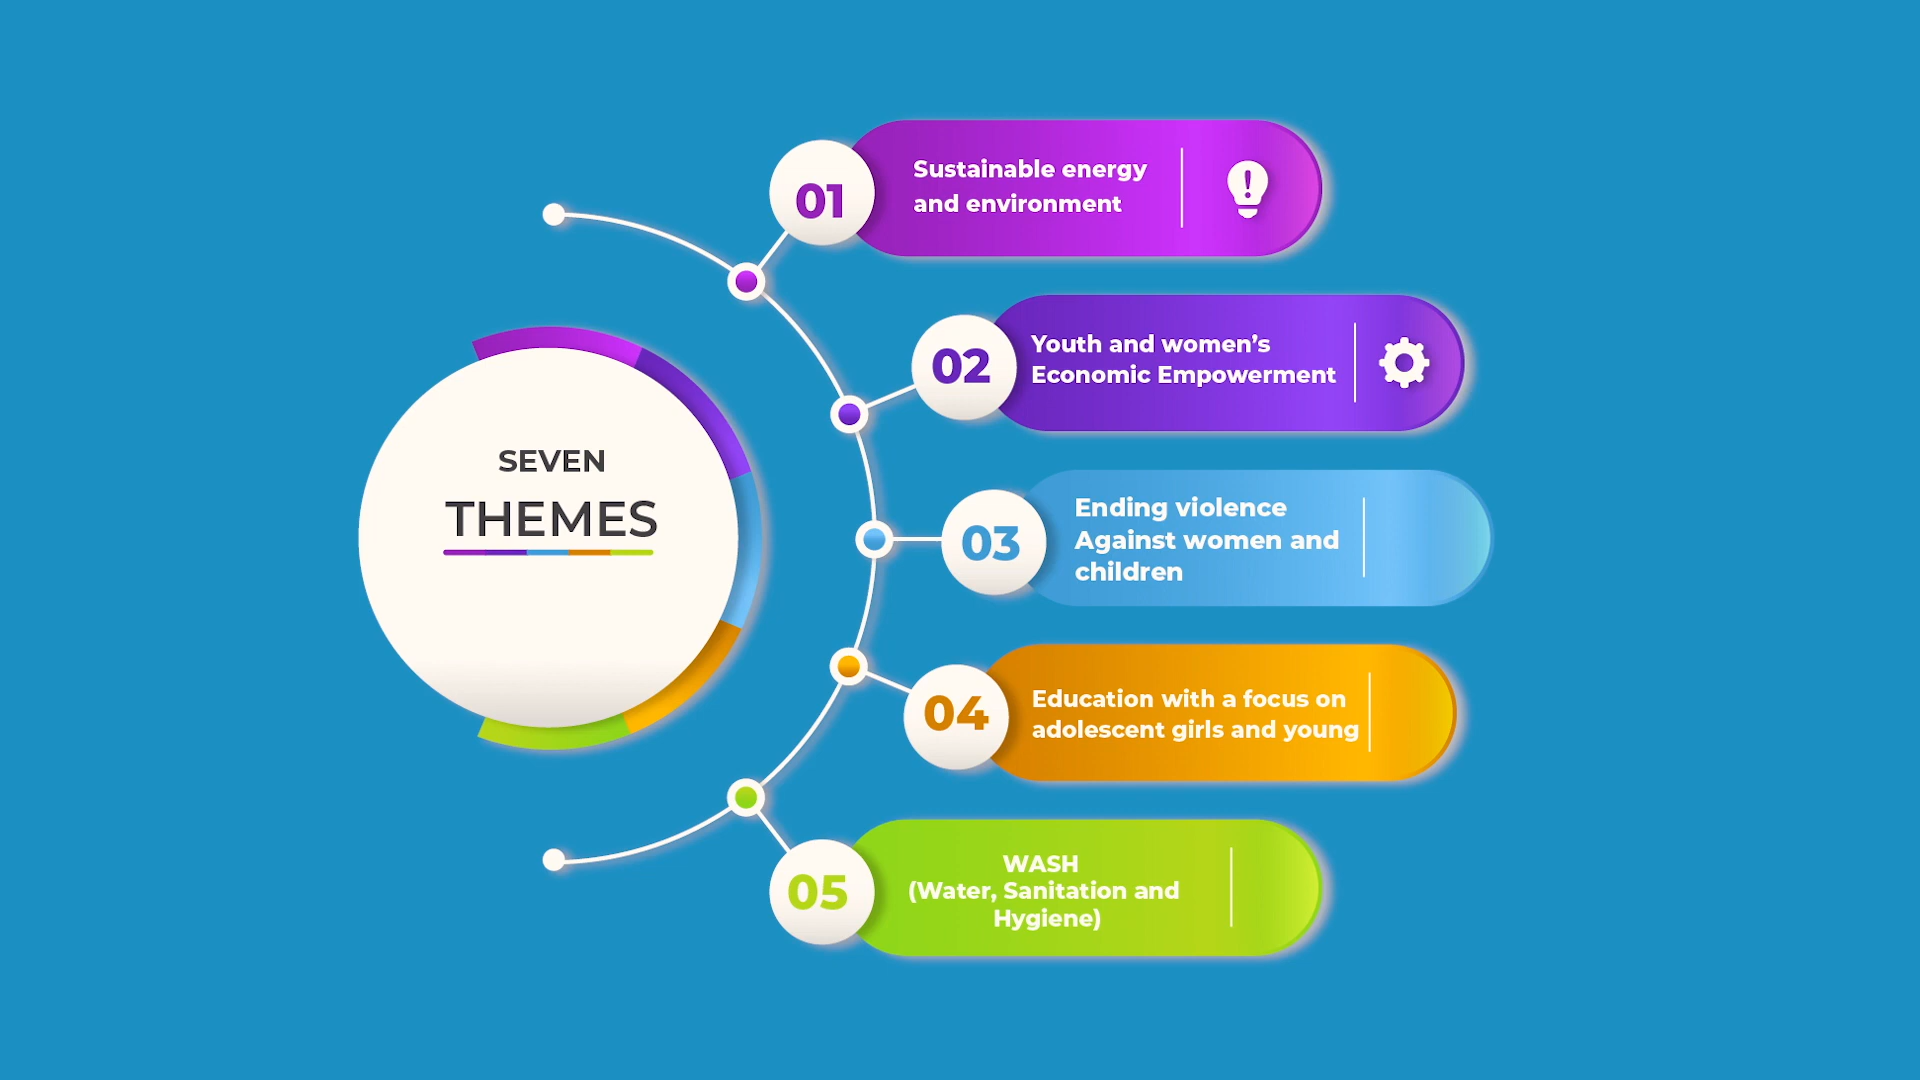 SEVEN
THEMES
01
Sustainable energy
and environment
02
Youth and women’s
Economic Empowerment
03
Ending violence
Against women and
children
04
Education with a focus on
adolescent girls and young
05
WASH
(Water, Sanitation and
Hygiene)